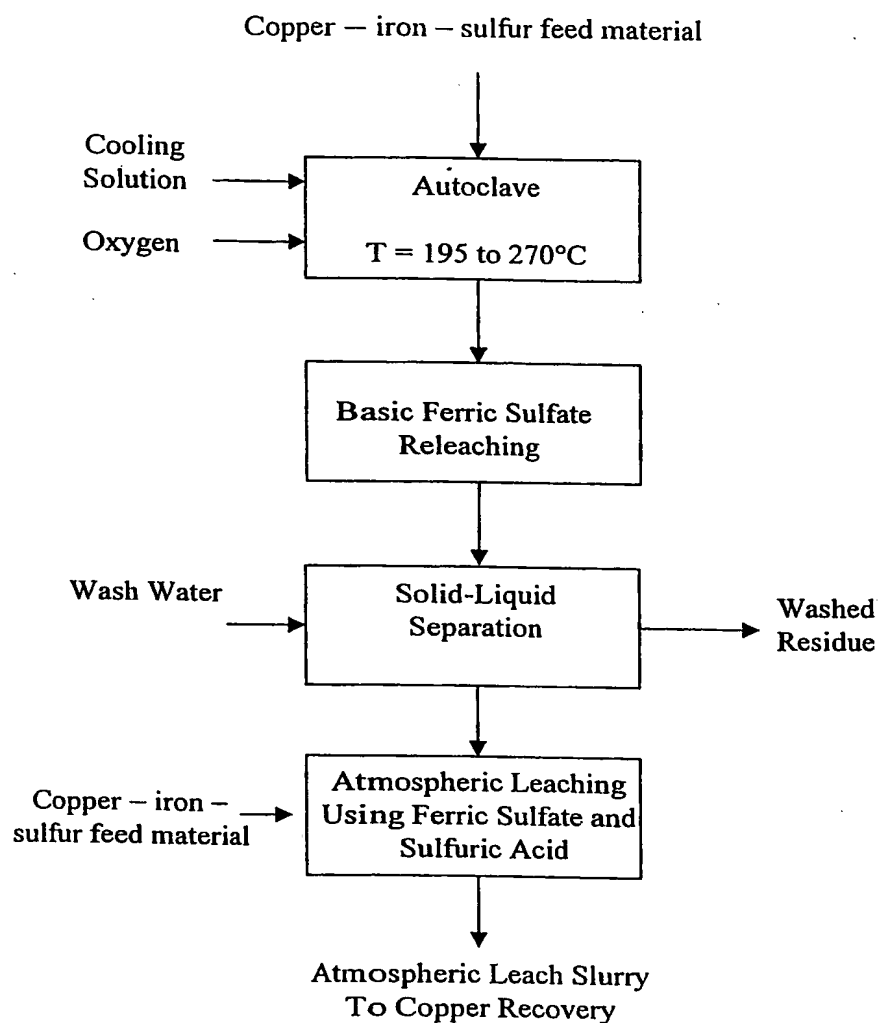 Copper – iron – sulfur feed material
Cooling
Solution
Oxygen
Autoclave
T = 195 to 270°C
Basic Ferric Sulfate
Releaching
Wash Water
Solid-Liquid
Separation
Washed
Residue
Copper – iron –
sulfur feed material
Atmospheric Leaching
Using Ferric Sulfate and
Sulfuric Acid
Atmospheric Leach Slurry
To Copper Recovery